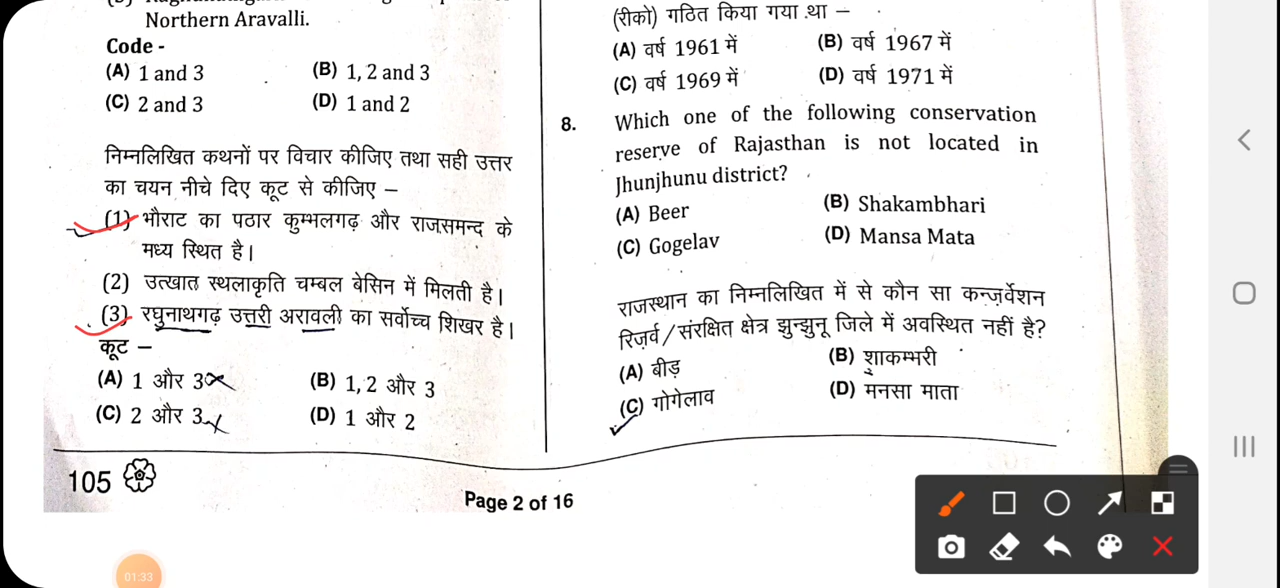 Northern Aravalli.
Code -
(A) 1 and 3
(B) 1, 2 and 3
(C) 2 and 3
(D) 1 and 2
निम्नलिखित कथनों पर विचार कीजिए तथा सही उत्तर
का चयन नीचे दिए कूट से कीजिए –
(1) भौराट का पठार कुम्भलगढ़ और राजसमन्द के
मध्य स्थित है।
(2) उत्खात स्थलाकृति चम्बल बेसिन में मिलती है।
(3) रघुनाथगढ़ उत्तरी अरावली का सर्वोच्च शिखर है।
कूट –
(A) 1 और 3
(B) 1, 2 और 3
(C) 2 और 3
(D) 1 और 2
105
Page 2 of 16
(रीको) गठित किया गया था –
(A) वर्ष 1961 में
(B) वर्ष 1967 में
(C) वर्ष 1969 में
(D) वर्ष 1971 में
8. Which one of the following conservation
reserve of Rajasthan is not located in
Jhunjhunu district?
(A) Beer
(B) Shakambhari
(C) Gogelav
(D) Mansa Mata
राजस्थान का निम्नलिखित में से कौन सा कन्ज़र्वेशन
रिज़र्व/संरक्षित क्षेत्र झुन्झुनू जिले में अवस्थित नहीं है?
(A) बीड़
(B) शाकम्भरी
(C) गोगेलाव
(D) मनसा माता
01:33